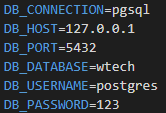 DB_CONNECTION=pgsql
DB_HOST=127.0.0.1
DB_PORT=5432
DB_DATABASE=wtech
DB_USERNAME=postgres
DB_PASSWORD=123